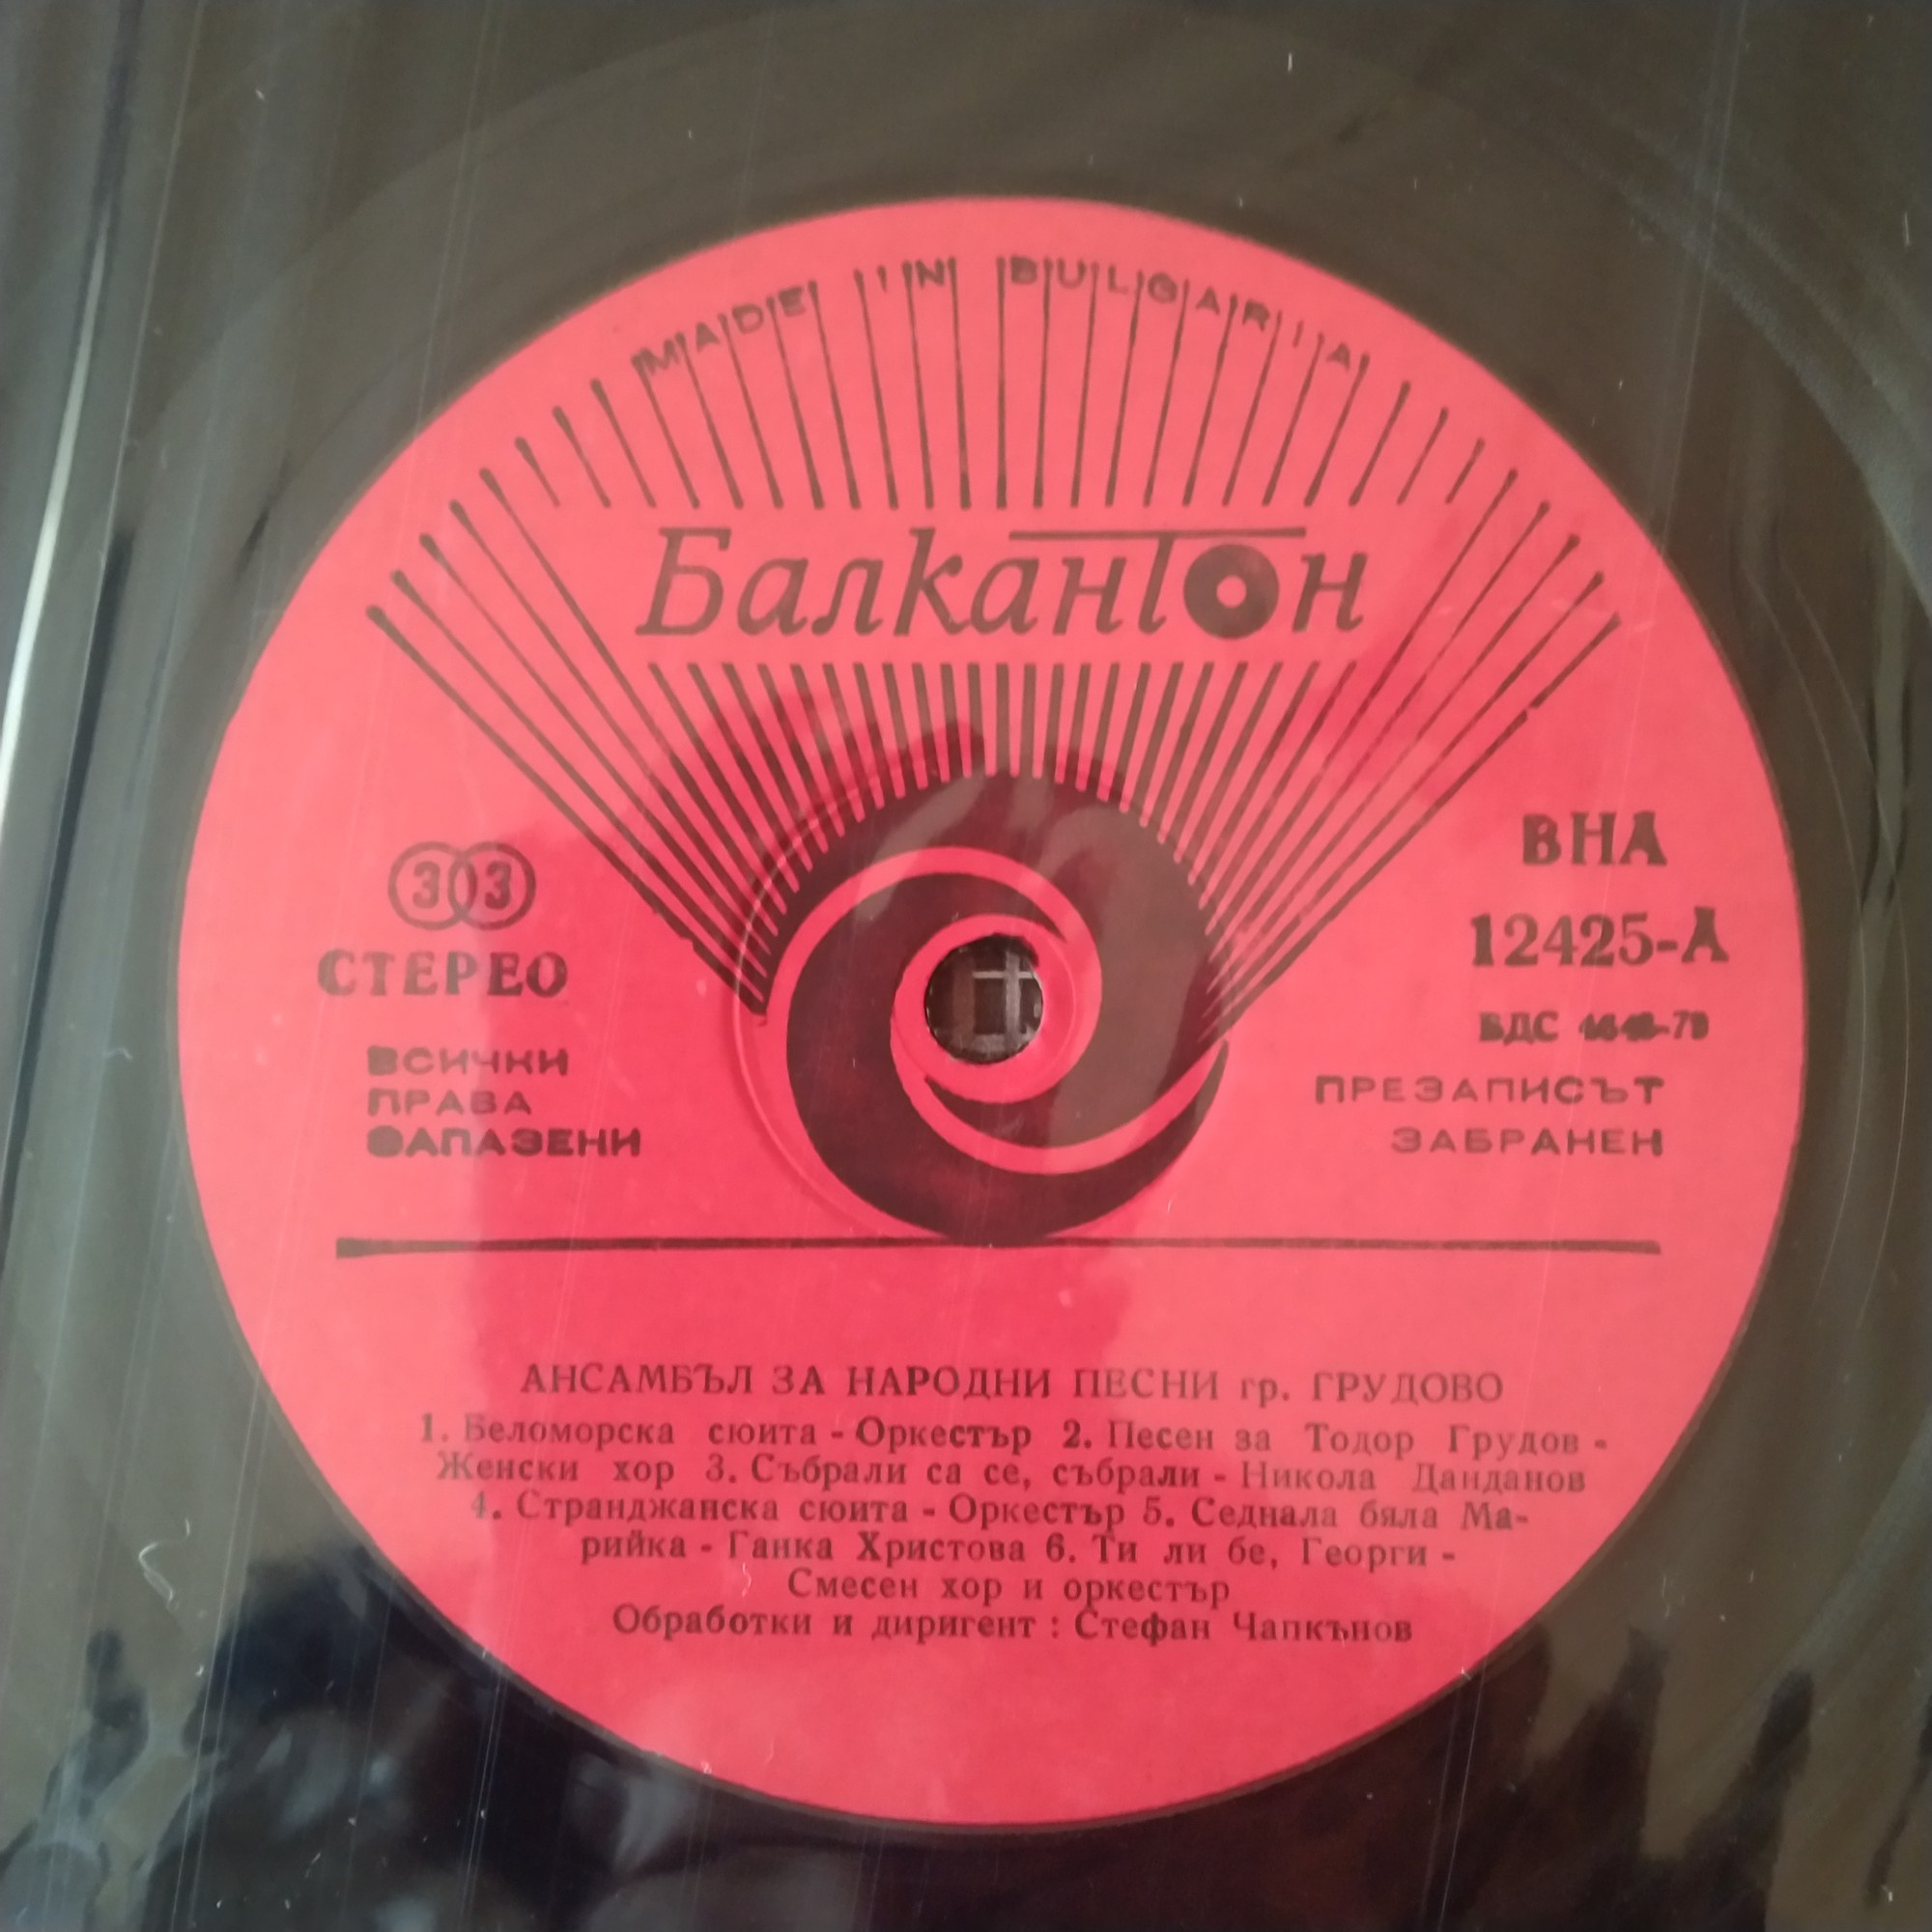 MADE IN BULGARIA
Балкантон
33
СТЕРЕО
ВСИЧКИ
ПРАВА
ЗАПАЗЕНИ
ВНА
12425-А
БДС
ПРЕЗАПИСЪТ
ЗАБРАНЕН
АНСАМБЪЛ ЗА НАРОДНИ ПЕСНИ гр. ГРУДОВО
1. Беломорска сюита - Оркестър 2. Песен за Тодор Грудов -
Женски хор 3. Събрали са се, събрали - Никола Данданов
4. Странджанска сюита - Оркестър 5. Седнала бяла Ма-
рийка - Ганка Христова 6. Ти ли бе, Георги -
Смесен хор и оркестър
Обработки и диригент : Стефан Чапкънов